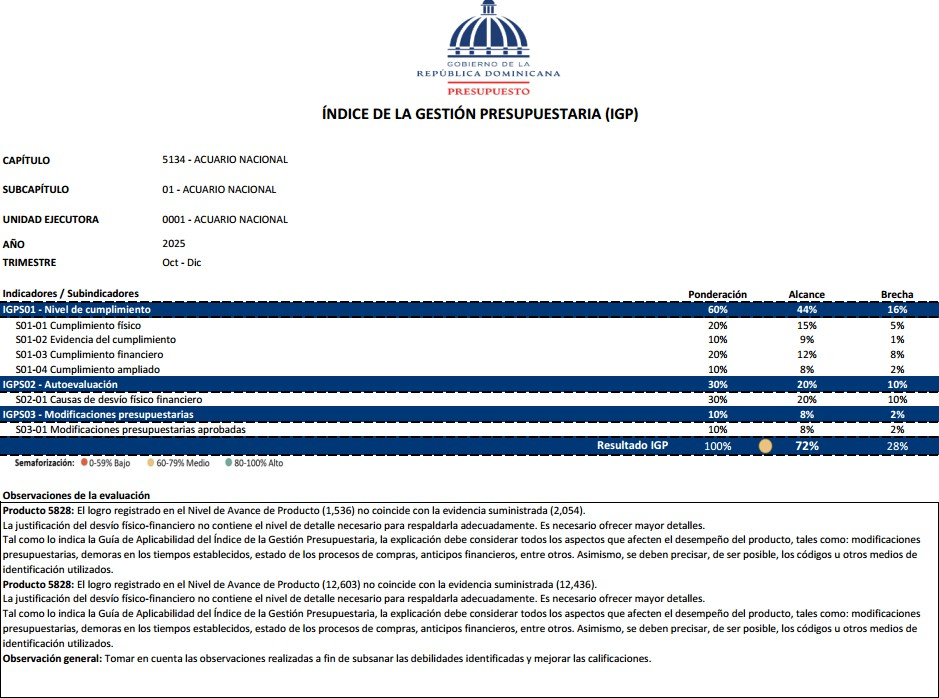 GOBIERNO DE LA
REPÚBLICA DOMINICANA
PRESUPUESTO
ÍNDICE DE LA GESTIÓN PRESUPUESTARIA (IGP)
CAPÍTULO 5134 - ACUARIO NACIONAL
SUBCAPÍTULO 01 - ACUARIO NACIONAL
UNIDAD EJECUTORA 0001 - ACUARIO NACIONAL
AÑO 2025
TRIMESTRE Oct - Dic
Indicadores / Subindicadores Ponderación Alcance Brecha
IGPS01 - Nivel de cumplimiento 60% 44% 16%
S01-01 Cumplimiento físico 20% 15% 5%
S01-02 Evidencia del cumplimiento 10% 9% 1%
S01-03 Cumplimiento financiero 20% 12% 8%
S01-04 Cumplimiento ampliado 10% 8% 2%
IGPS02 - Autoevaluación 30% 20% 10%
S02-01 Causas de desvío físico financiero 30% 20% 10%
IGPS03 - Modificaciones presupuestarias 10% 8% 2%
S03-01 Modificaciones presupuestarias aprobadas 10% 8% 2%
Resultado IGP 100% 72% 28%
Semaforización: 0-59% Bajo 60-79% Medio 80-100% Alto
Observaciones de la evaluación
Producto 5828: El logro registrado en el Nivel de Avance de Producto (1,536) no coincide con la evidencia suministrada (2,054).
La justificación del desvío físico-financiero no contiene el nivel de detalle necesario para respaldarla adecuadamente. Es necesario ofrecer mayor detalles.
Tal como lo indica la Guía de Aplicabilidad del Índice de la Gestión Presupuestaria, la explicación debe considerar todos los aspectos que afecten el desempeño del producto, tales como: modificaciones
presupuestarias, demoras en los tiempos establecidos, estado de los procesos de compras, anticipos financieros, entre otros. Asimismo, se deben precisar, de ser posible, los códigos u otros medios de
identificación utilizados.
Producto 5828: El logro registrado en el Nivel de Avance de Producto (12,603) no coincide con la evidencia suministrada (12,436).
La justificación del desvío físico-financiero no contiene el nivel de detalle necesario para respaldarla adecuadamente. Es necesario ofrecer mayor detalles.
Tal como lo indica la Guía de Aplicabilidad del Índice de la Gestión Presupuestaria, la explicación debe considerar todos los aspectos que afecten el desempeño del producto, tales como: modificaciones
presupuestarias, demoras en los tiempos establecidos, estado de los procesos de compras, anticipos financieros, entre otros. Asimismo, se deben precisar, de ser posible, los códigos u otros medios de
identificación utilizados.
Observación general: Tomar en cuenta las observaciones realizadas a fin de subsanar las debilidades identificadas y mejorar las calificaciones.